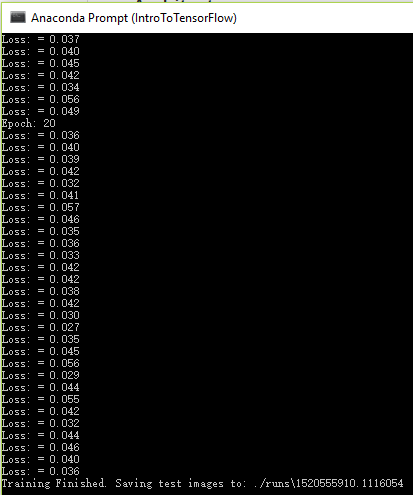 Anaconda Prompt (IntroToTensorFlow)
Loss: = 0.037
Loss: = 0.040
Loss: = 0.045
Loss: = 0.042
Loss: = 0.034
Loss: = 0.056
Loss: = 0.049
Epoch: 20
Loss: = 0.036
Loss: = 0.040
Loss: = 0.039
Loss: = 0.042
Loss: = 0.032
Loss: = 0.041
Loss: = 0.057
Loss: = 0.046
Loss: = 0.035
Loss: = 0.036
Loss: = 0.033
Loss: = 0.042
Loss: = 0.042
Loss: = 0.038
Loss: = 0.042
Loss: = 0.030
Loss: = 0.027
Loss: = 0.035
Loss: = 0.045
Loss: = 0.056
Loss: = 0.029
Loss: = 0.044
Loss: = 0.055
Loss: = 0.042
Loss: = 0.032
Loss: = 0.044
Loss: = 0.046
Loss: = 0.040
Loss: = 0.036
Training Finished. Saving test images to: ./runs\1520555910.1116054